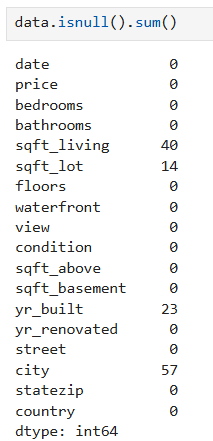 data.isnull().sum()
date 0
price 0
bedrooms 0
bathrooms 0
sqft_living 40
sqft_lot 14
floors 0
waterfront 0
view 0
condition 0
sqft_above 0
sqft_basement 0
yr_built 23
yr_renovated 0
street 0
city 57
statezip 0
country 0
dtype: int64